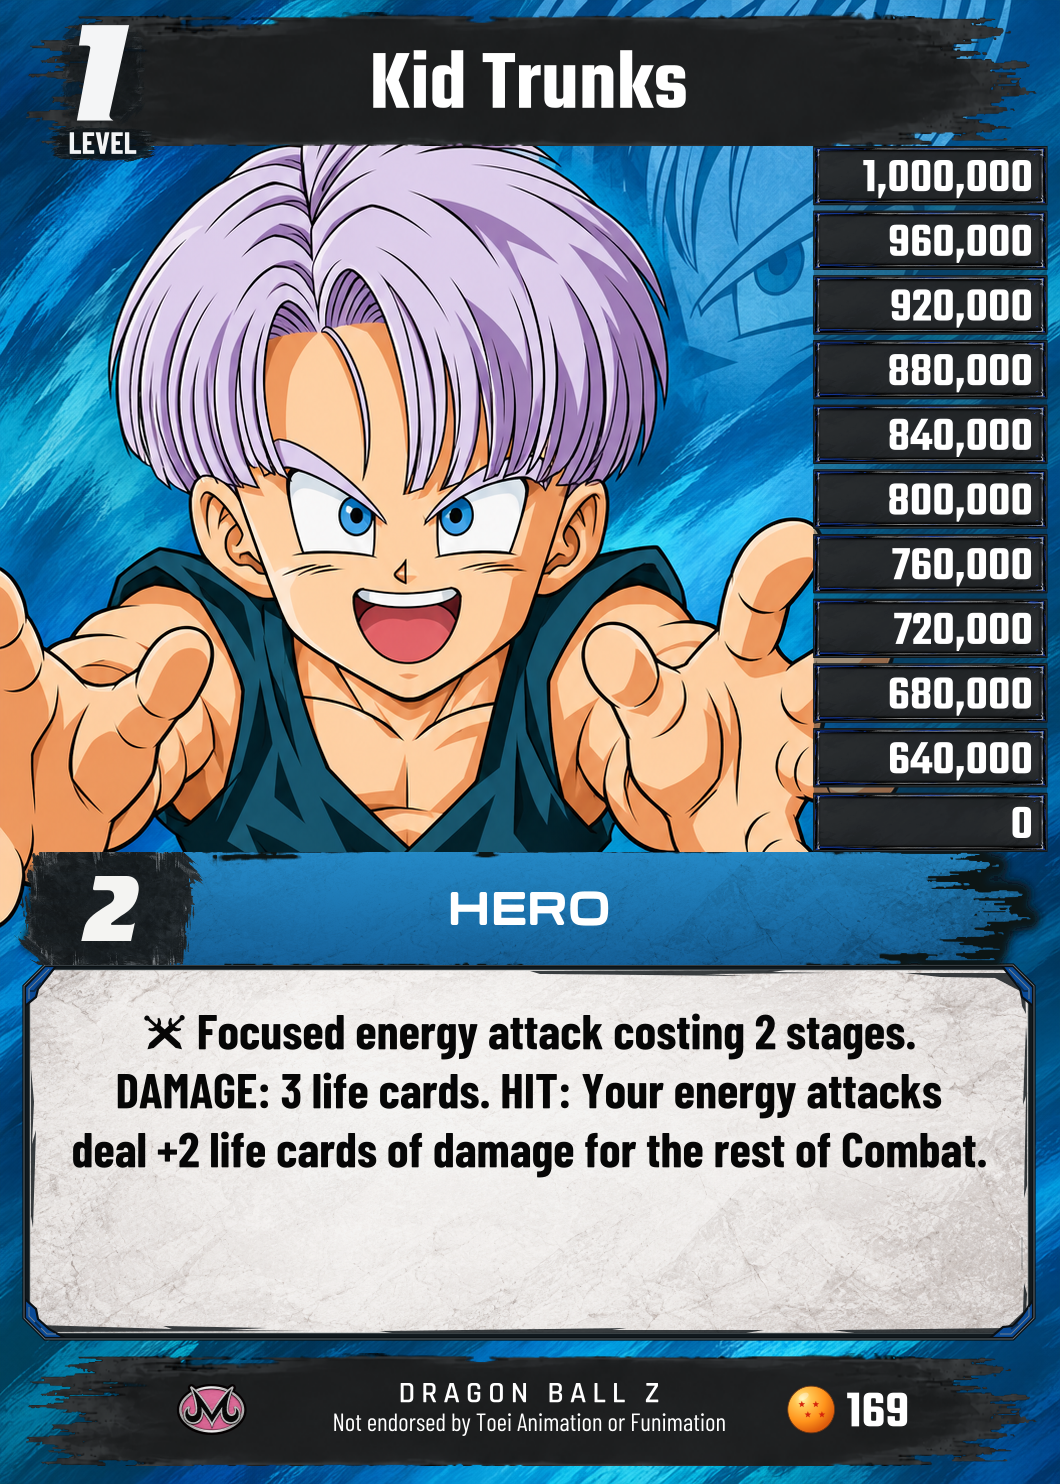 1
LEVEL
Kid Trunks
1,000,000
960,000
920,000
880,000
840,000
800,000
760,000
720,000
680,000
640,000
0
2
HERO
Focused energy attack costing 2 stages.
DAMAGE: 3 life cards. HIT: Your energy attacks
deal +2 life cards of damage for the rest of Combat.
M
DRAGON BALL Z
Not endorsed by Toei Animation or Funimation
169